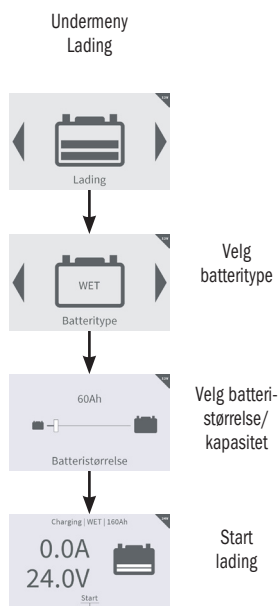 Undermeny
Lading
Lading
WET
Batteritype
Velg
batteritype
60Ah
Batteristørrelse
Velg batteri-
størrelse/
kapasitet
Charging | WET | 160Ah
0.0A
24.0V
Start
Start
lading